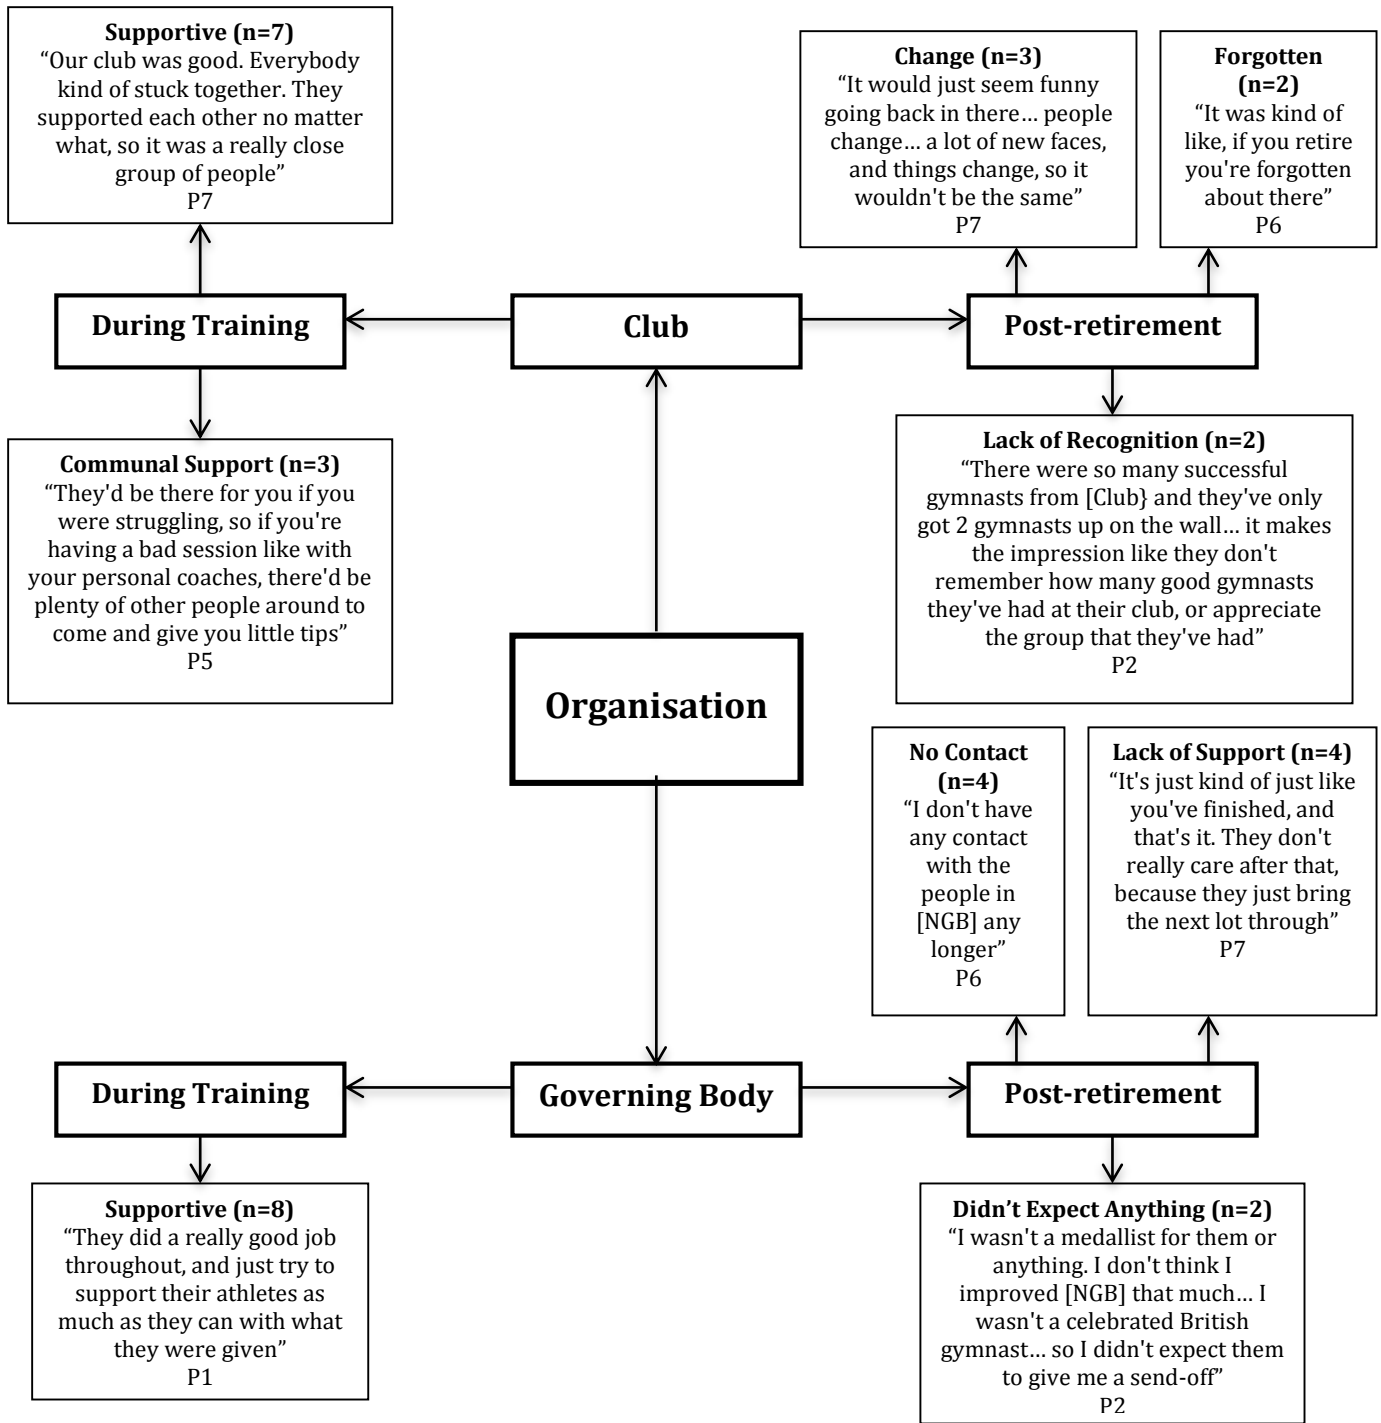 Supportive (n=7)
“Our club was good. Everybody
kind of stuck together. They
supported each other no matter
what, so it was a really close
group of people”
P7
Change (n=3)
“It would just seem funny
going back in there… people
change… a lot of new faces,
and things change, so it
wouldn't be the same”
P7
Forgotten
(n=2)
“It was kind of
like, if you retire
you're forgotten
about there”
P6
During Training
Club
Post-retirement
Communal Support (n=3)
“They'd be there for you if you
were struggling, so if you're
having a bad session like with
your personal coaches, there'd be
plenty of other people around to
come and give you little tips”
P5
Lack of Recognition (n=2)
“There were so many successful
gymnasts from [Club} and they've only
got 2 gymnasts up on the wall… it makes
the impression like they don't
remember how many good gymnasts
they've had at their club, or appreciate
the group that they've had”
P2
Organisation
No Contact
(n=4)
“I don't have
any contact
with the
people in
[NGB] any
longer”
P6
Lack of Support (n=4)
“It's just kind of just like
you've finished, and
that's it. They don't
really care after that,
because they just bring
the next lot through”
P7
During Training
Governing Body
Post-retirement
Supportive (n=8)
“They did a really good job
throughout, and just try to
support their athletes as
much as they can with what
they were given”
P1
Didn’t Expect Anything (n=2)
“I wasn't a medallist for them or
anything. I don't think I
improved [NGB] that much… I
wasn't a celebrated British
gymnast… so I didn't expect them
to give me a send-off”
P2